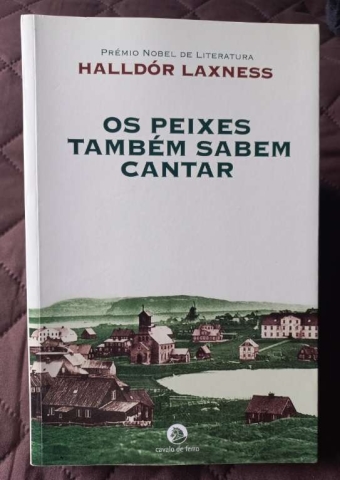 PRÉMIO NOBEL DE LITERATURA
HALLDÓR LAXNESS
OS PEIXES
TAMBÉM SABEM
CANTAR
cavalo de ferro